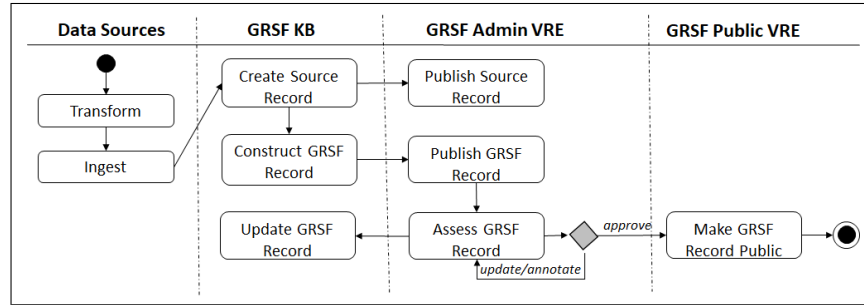 Data Sources
GRSF KB
GRSF Admin VRE
GRSF Public VRE
Create Source
Record
Publish Source
Record
Transform
Ingest
Construct GRSF
Record
Publish GRSF
Record
Update GRSF
Record
Assess GRSF
Record
approve
Make GRSF
Record Public
update/annotate